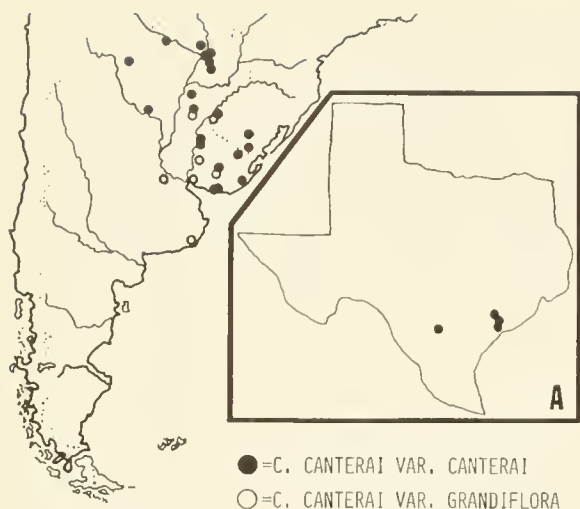 A
●=C. CANTERAI VAR. CANTERAI
○=C. CANTERAI VAR. GRANDIFLORA